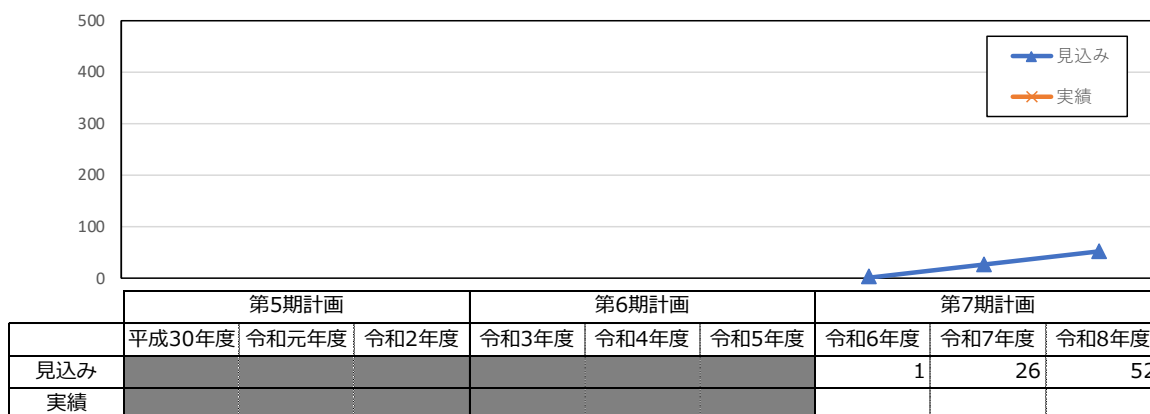 500
400
300
200
100
0
見込み
実績
第5期計画 第6期計画 第7期計画
平成30年度 令和元年度 令和2年度 令和3年度 令和4年度 令和5年度 令和6年度 令和7年度 令和8年度
見込み 1 26 52
実績